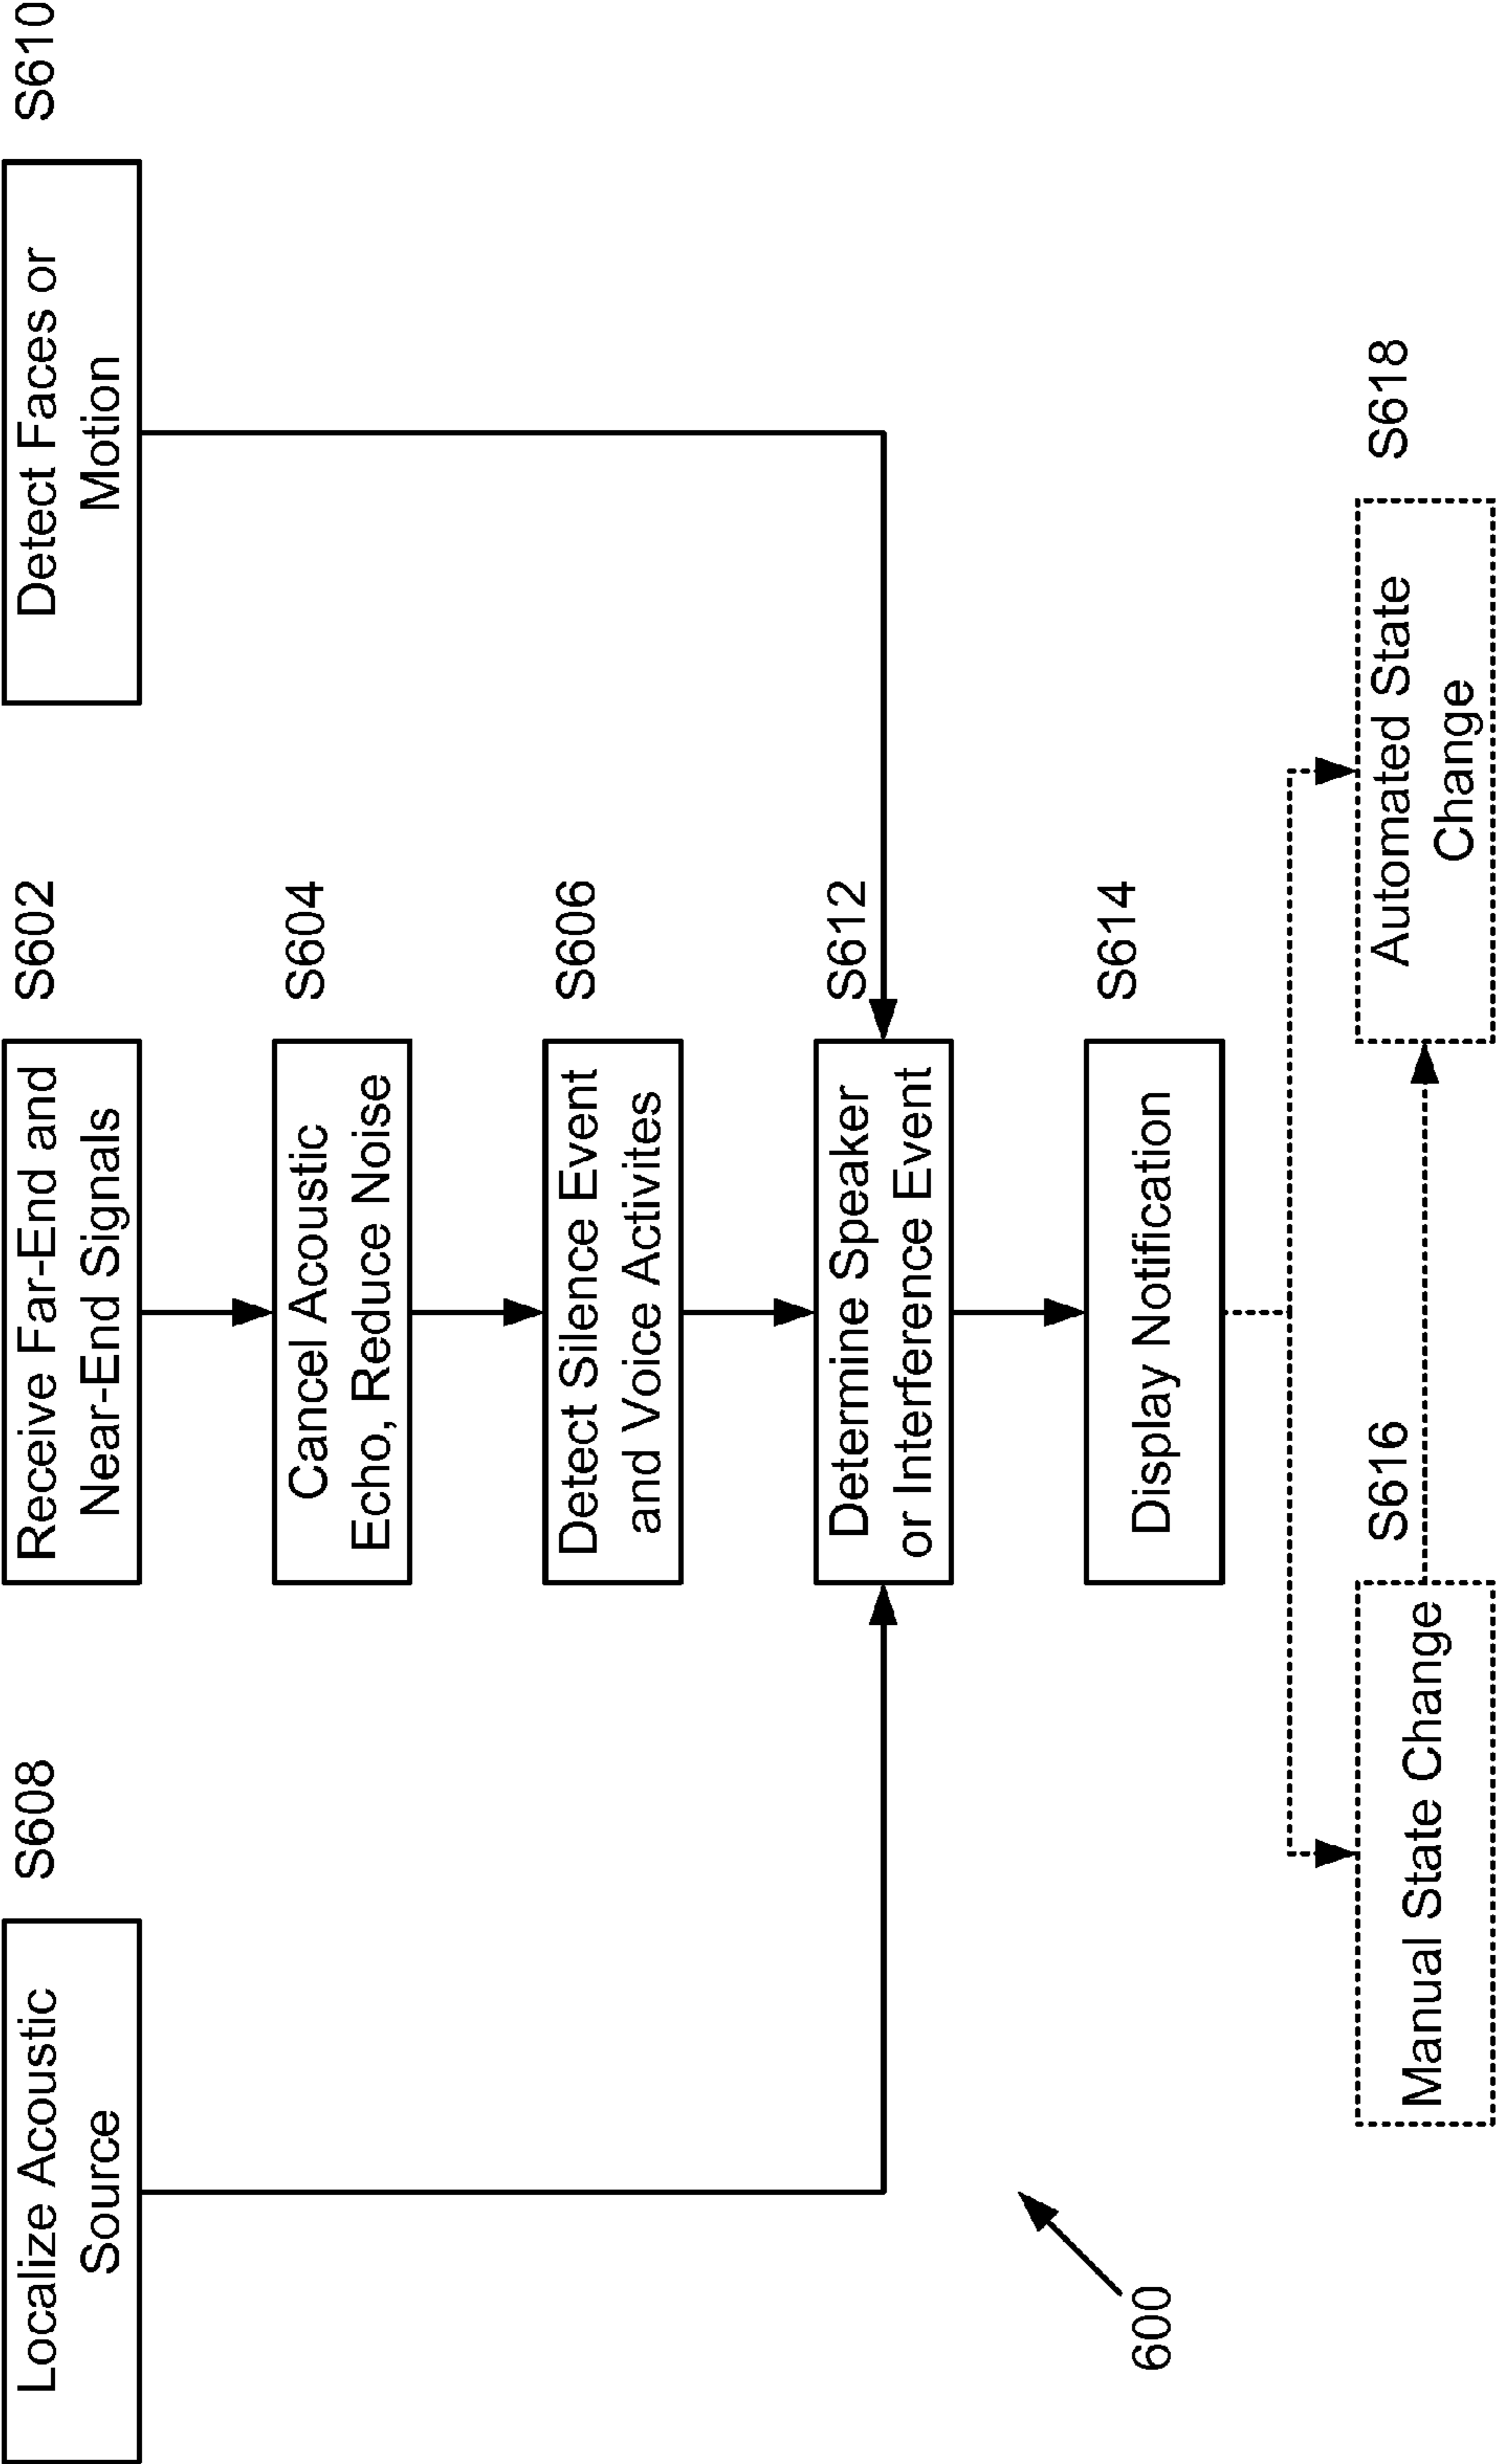 Localize Acoustic
Source
S608
Receive Far-End and
Near-End Signals
S602
Detect Faces or
Motion
S610
Cancel Acoustic
Echo, Reduce Noise
S604
Detect Silence Event
and Voice Activites
S606
Determine Speaker
or Interference Event
S612
Display Notification
S614
600
Manual State Change
S616
Automated State
Change
S618